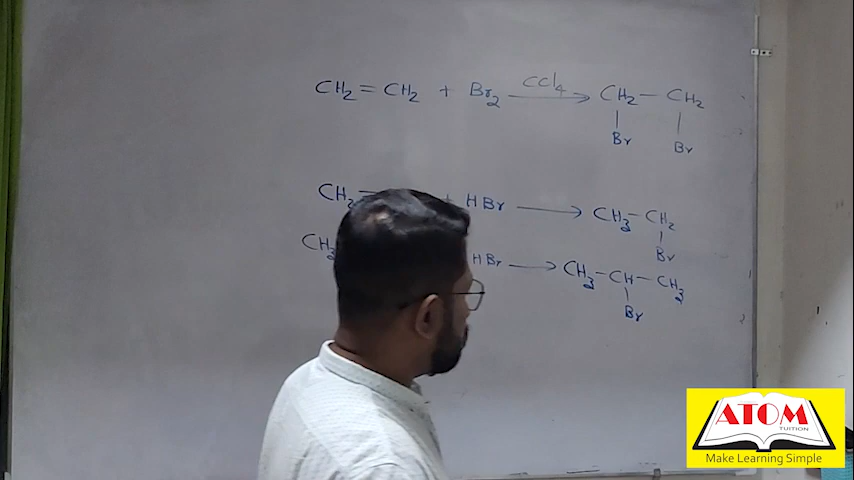 CH₂ = CH₂ + Br₂ —CCl₄→ CH₂ — CH₂
Br Br
CH₂ = + HBr ⟶ CH₃ — CH₂
Br
CH₃ HBr ⟶ CH₃ — CH — CH₃
Br
ATOM
TUITION
Make Learning Simple